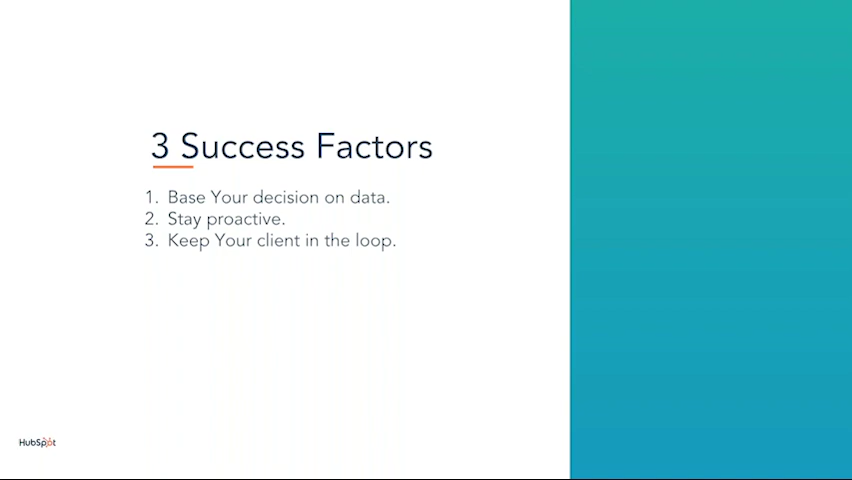 3 Success Factors
1. Base Your decision on data.
2. Stay proactive.
3. Keep Your client in the loop.
HubSpot